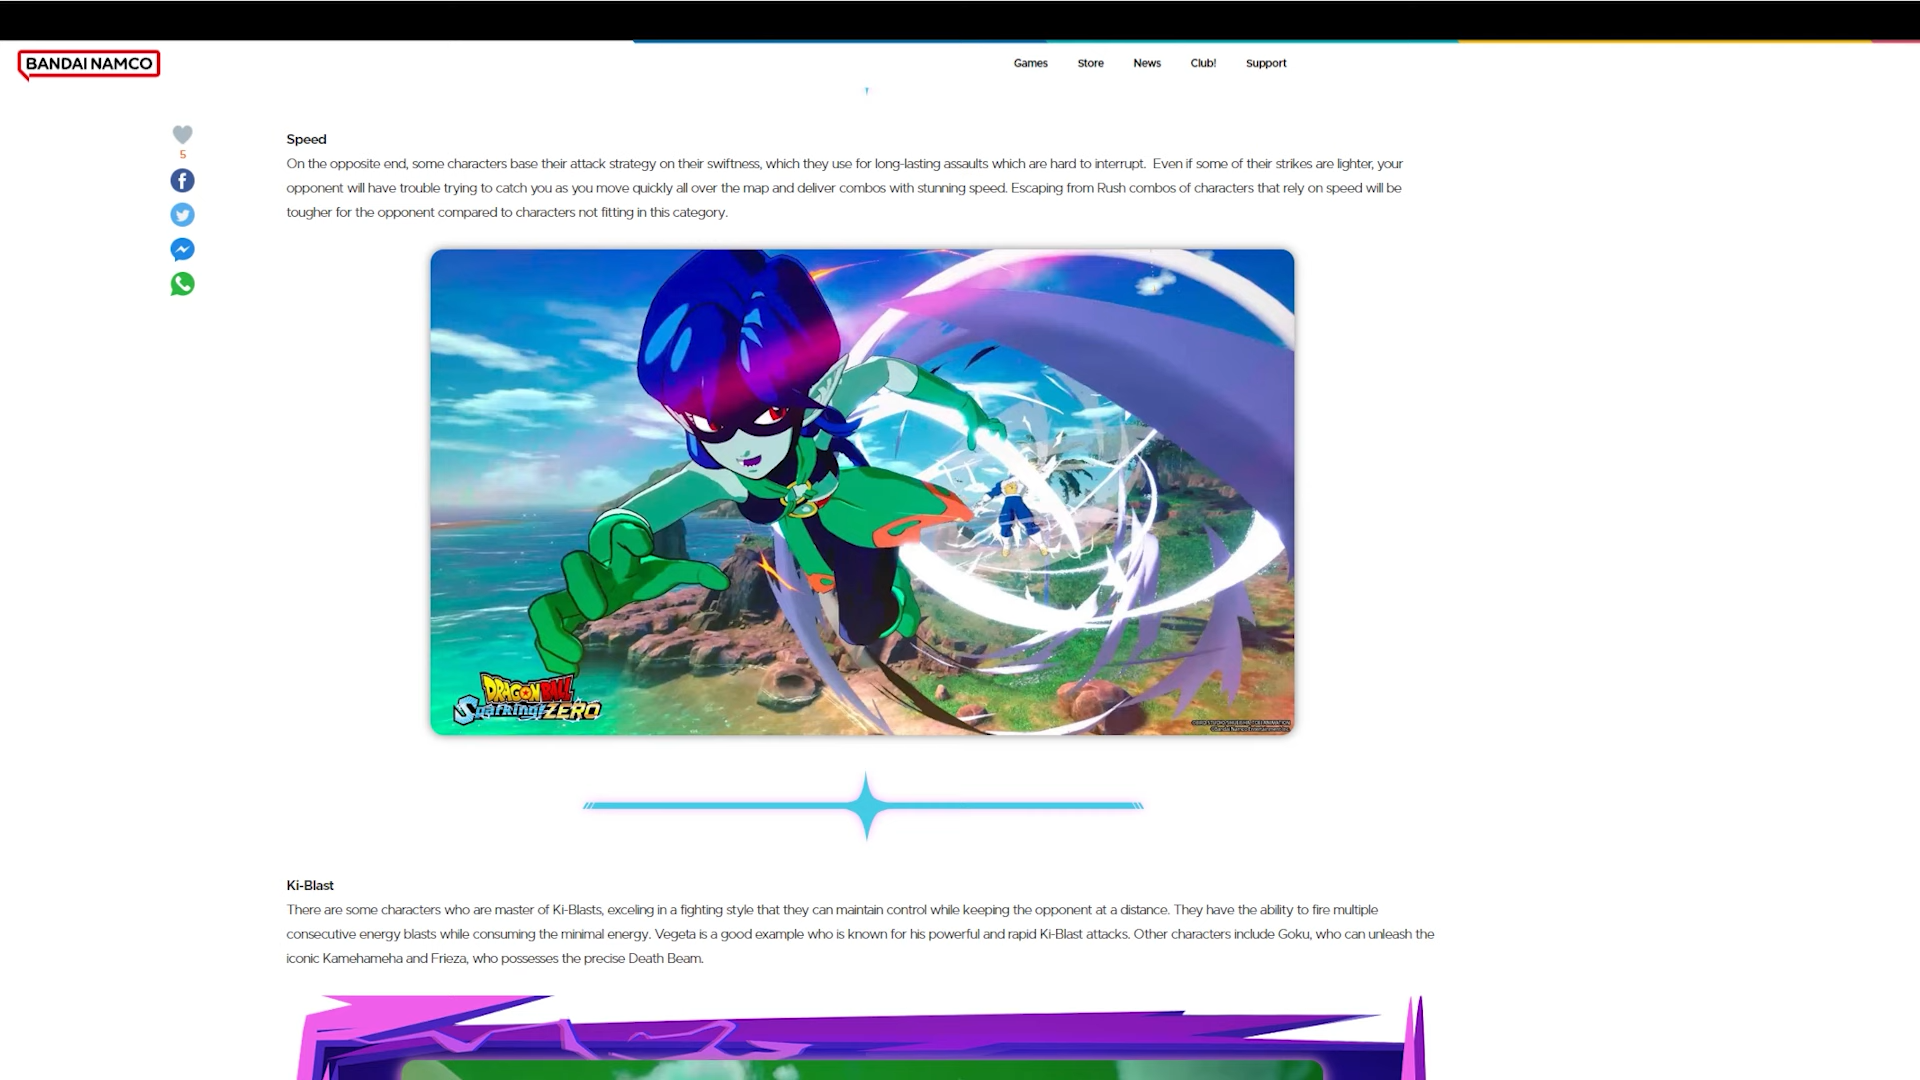 BANDAI NAMCO
Games
Store
News
Club!
Support
5
Speed
On the opposite end, some characters base their attack strategy on their swiftness, which they use for long-lasting assaults which are hard to interrupt.  Even if some of their strikes are lighter, your
opponent will have trouble trying to catch you as you move quickly all over the map and deliver combos with stunning speed. Escaping from Rush combos of characters that rely on speed will be
tougher for the opponent compared to characters not fitting in this category.
DRAGON BALL
Sparking! ZERO
Ki-Blast
There are some characters who are master of Ki-Blasts, exceling in a fighting style that they can maintain control while keeping the opponent at a distance. They have the ability to fire multiple
consecutive energy blasts while consuming the minimal energy. Vegeta is a good example who is known for his powerful and rapid Ki-Blast attacks. Other characters include Goku, who can unleash the
iconic Kamehameha and Frieza, who possesses the precise Death Beam.